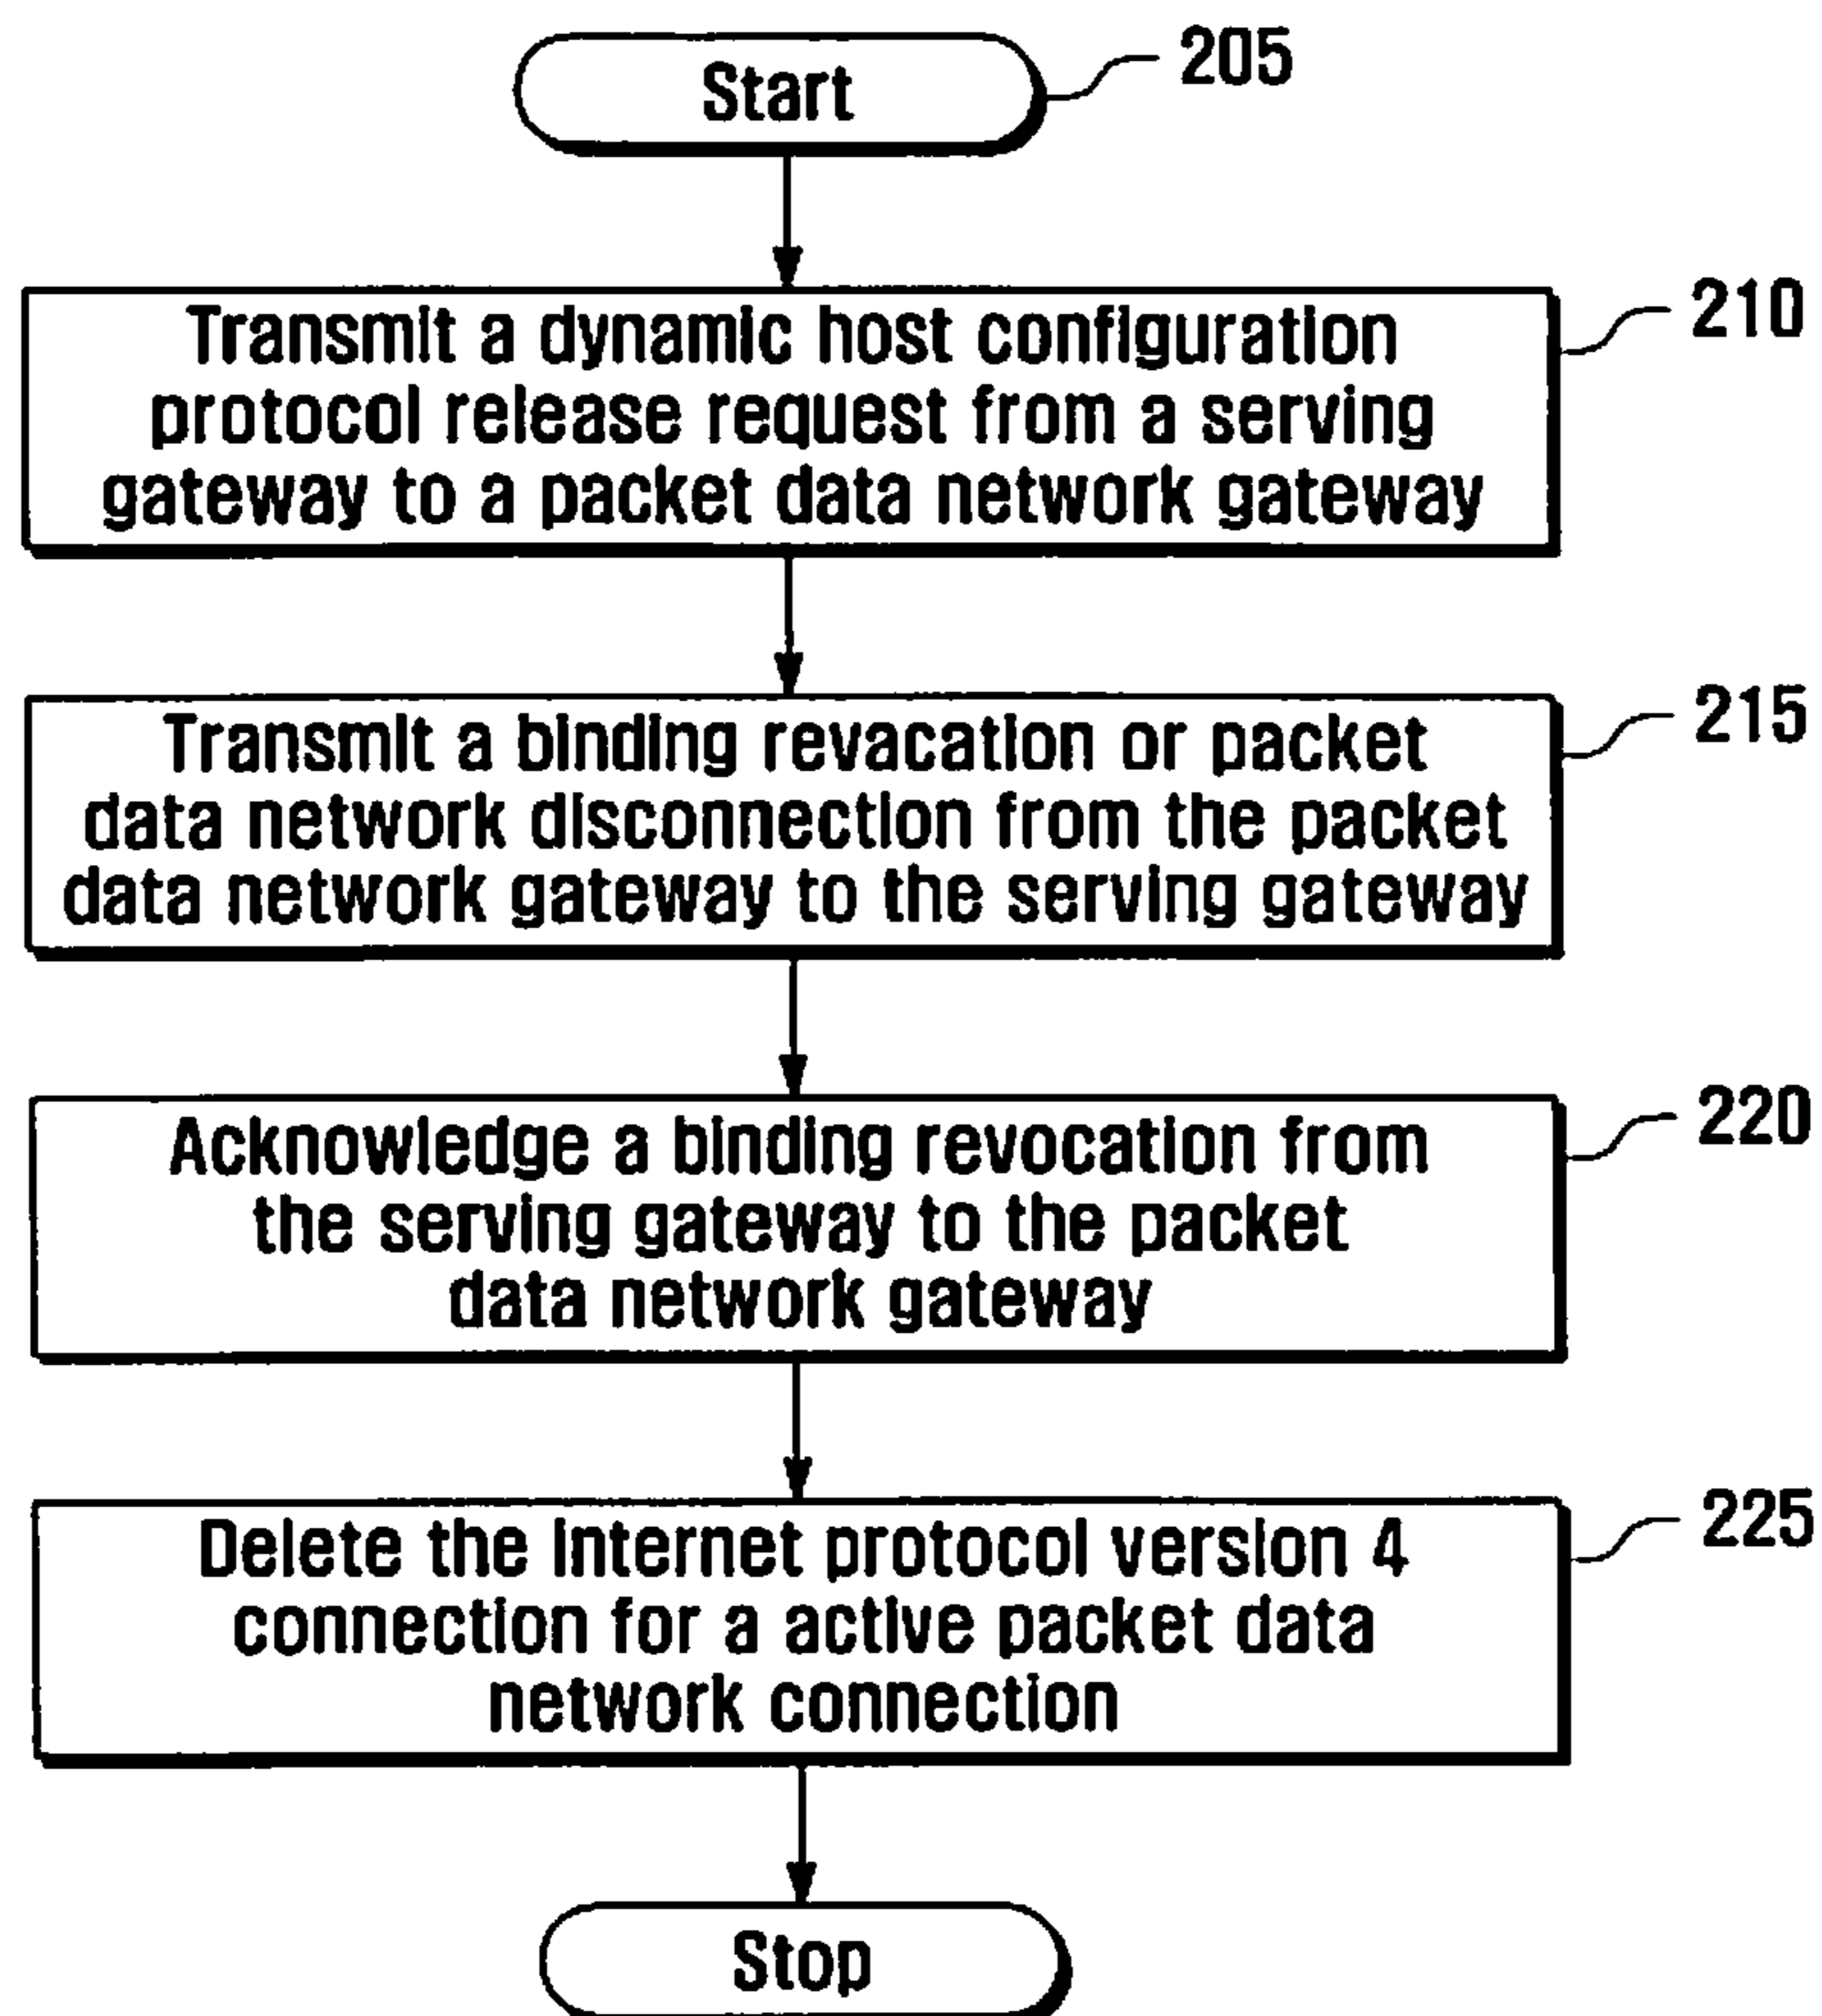 Start
205
Transmit a dynamic host configuration
protocol release request from a serving
gateway to a packet data network gateway
210
Transmit a binding revacation or packet
data network disconnection from the packet
data network gateway to the serving gateway
215
Acknowledge a binding revocation from
the serving gateway to the packet
data network gateway
220
Delete the Internet protocol version 4
connection for a active packet data
network connection
225
Stop